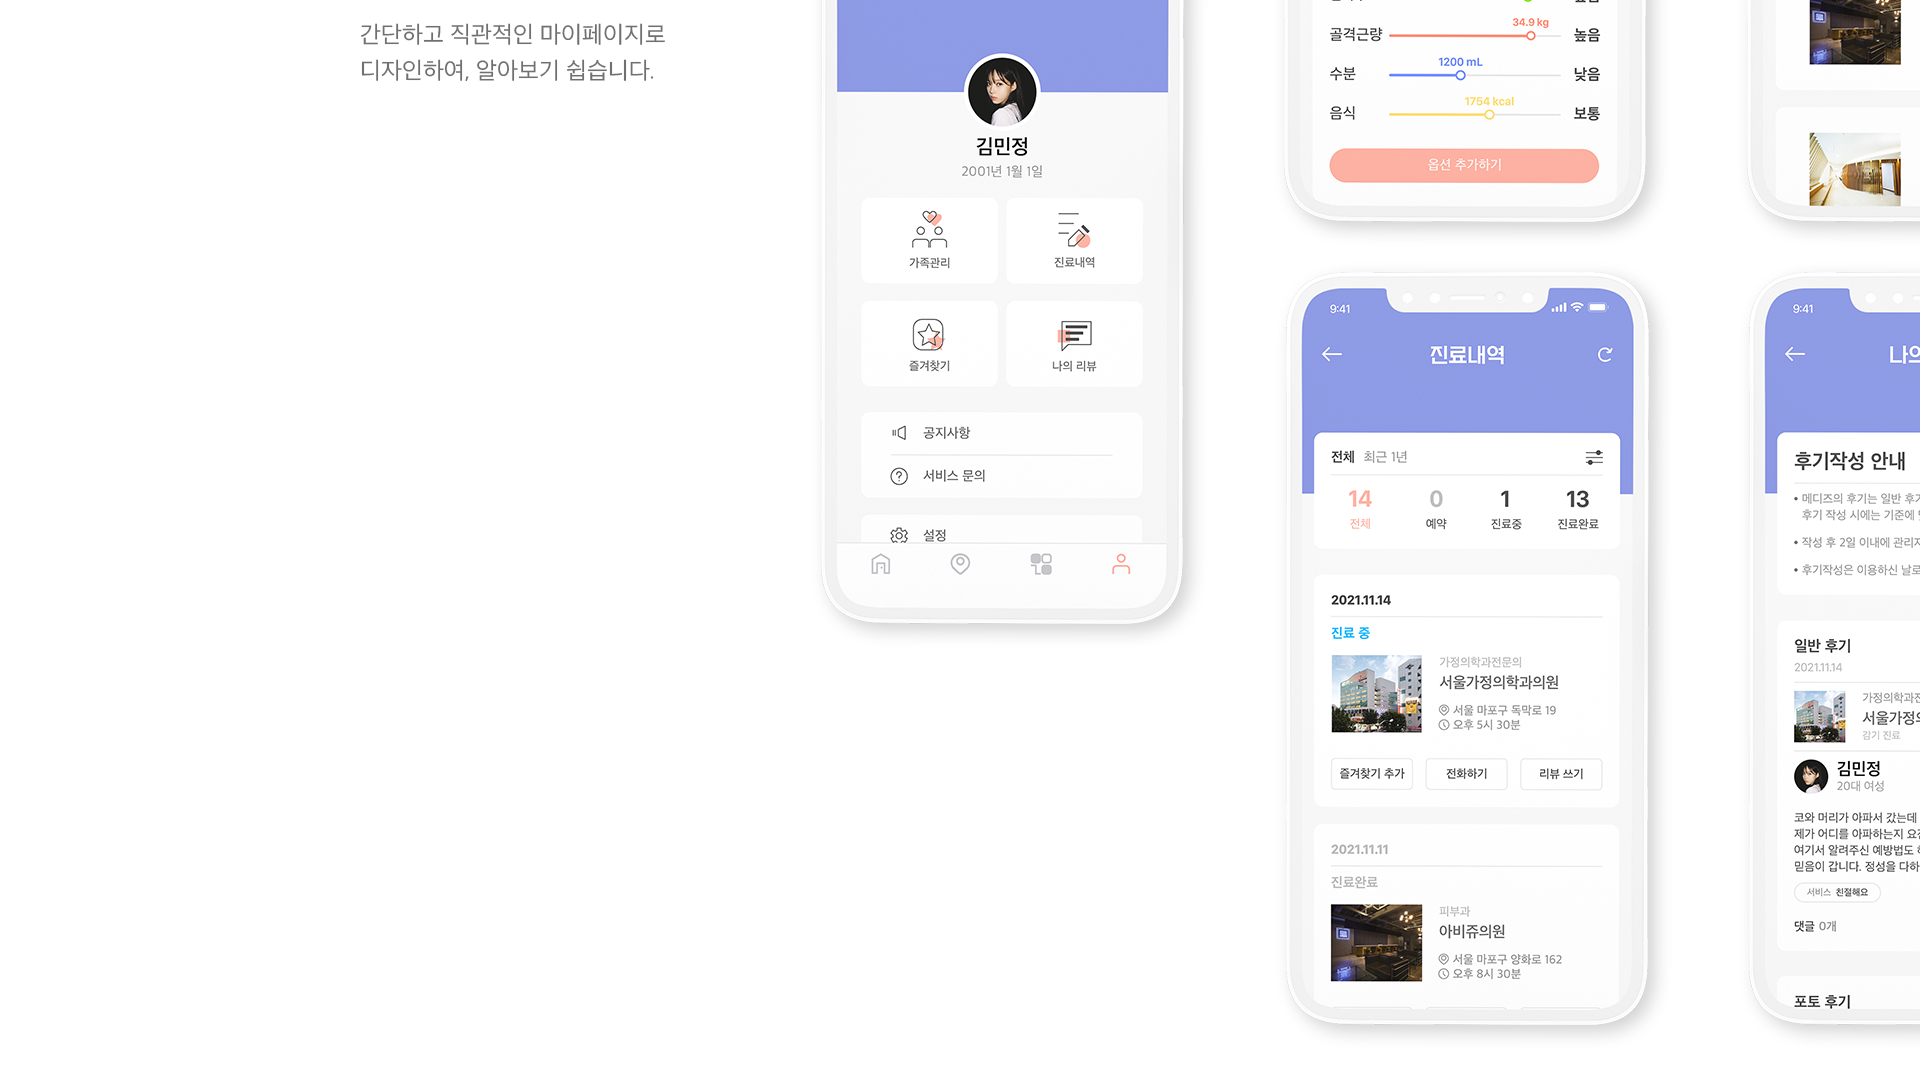 간단하고 직관적인 마이페이지로
디자인하여, 알아보기 쉽습니다.
김민정
2001년 1월 1일
가족관리
진료내역
즐겨찾기
나의 리뷰
공지사항
서비스 문의
설정
34.9 kg
골격근량 높음
1200 mL
수분 낮음
1754 kcal
음식 보통
옵션 추가하기
9:41
진료내역
전체 최근 1년
14 0 1 13
전체 예약 진료중 진료완료
2021.11.14
진료 중
가정의학과전문의
서울가정의학과의원
서울 마포구 독막로 19
오후 5시 30분
즐겨찾기 추가 전화하기 리뷰 쓰기
2021.11.11
진료완료
피부과
아비쥬의원
서울 마포구 양화로 162
오후 8시 30분
9:41
나의
후기작성 안내
• 메디즈의 후기는 일반 후기
후기 작성 시에는 기준에
• 작성 후 2일 이내에 관리자
• 후기작성은 이용하신 날로
일반 후기
2021.11.14
가정의학과전
서울가정의
감기 진료
김민정
20대 여성
코와 머리가 아파서 갔는데
제가 어디를 아파하는지 요
여기서 알려주신 예방법도
믿음이 갑니다. 정성을 다하
서비스 친절해요
댓글 0개
포토 후기